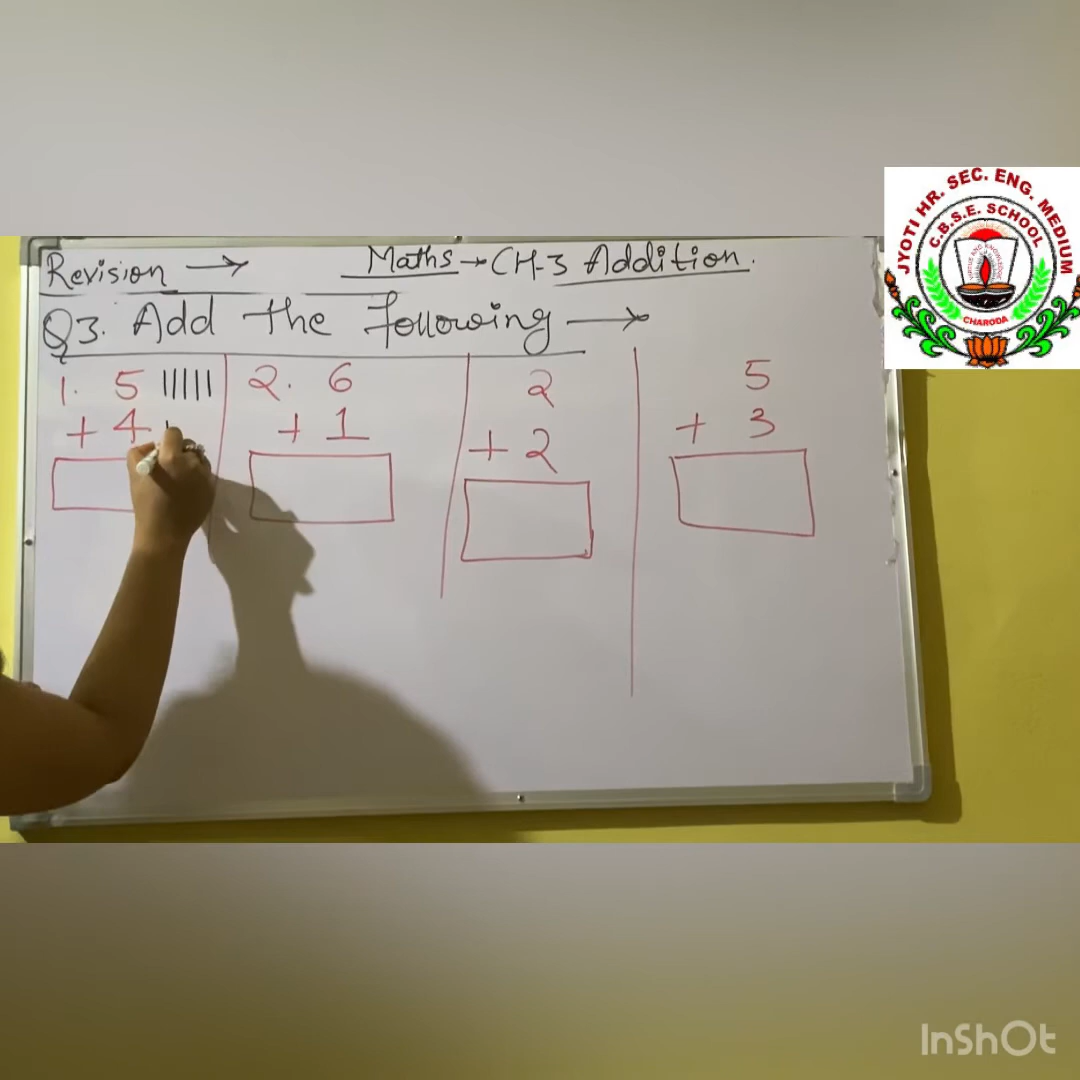 Revision → Maths → CH-3 Addition.
Q3. Add the following →
1. 5 |||||
+ 4 |
2. 6
+ 1
2
+ 2
5
+ 3
JYOTI HR. SEC. ENG. MEDIUM
C.B.S.E. SCHOOL
CHARODA
InShOt